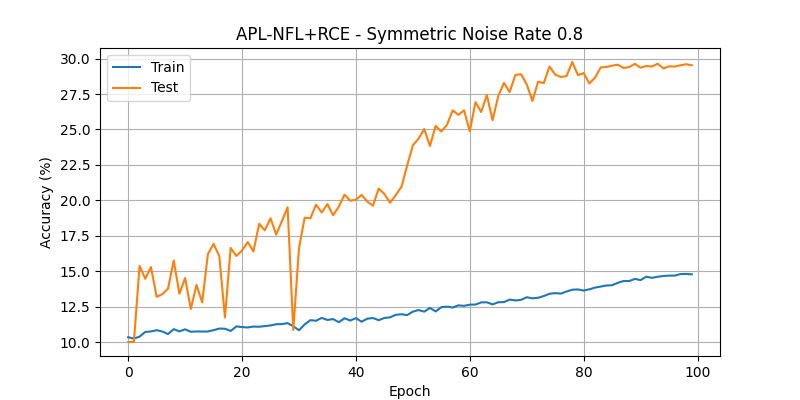 APL-NFL+RCE - Symmetric Noise Rate 0.8
Train
Test
Accuracy (%)
30.0
27.5
25.0
22.5
20.0
17.5
15.0
12.5
10.0
0 20 40 60 80 100
Epoch